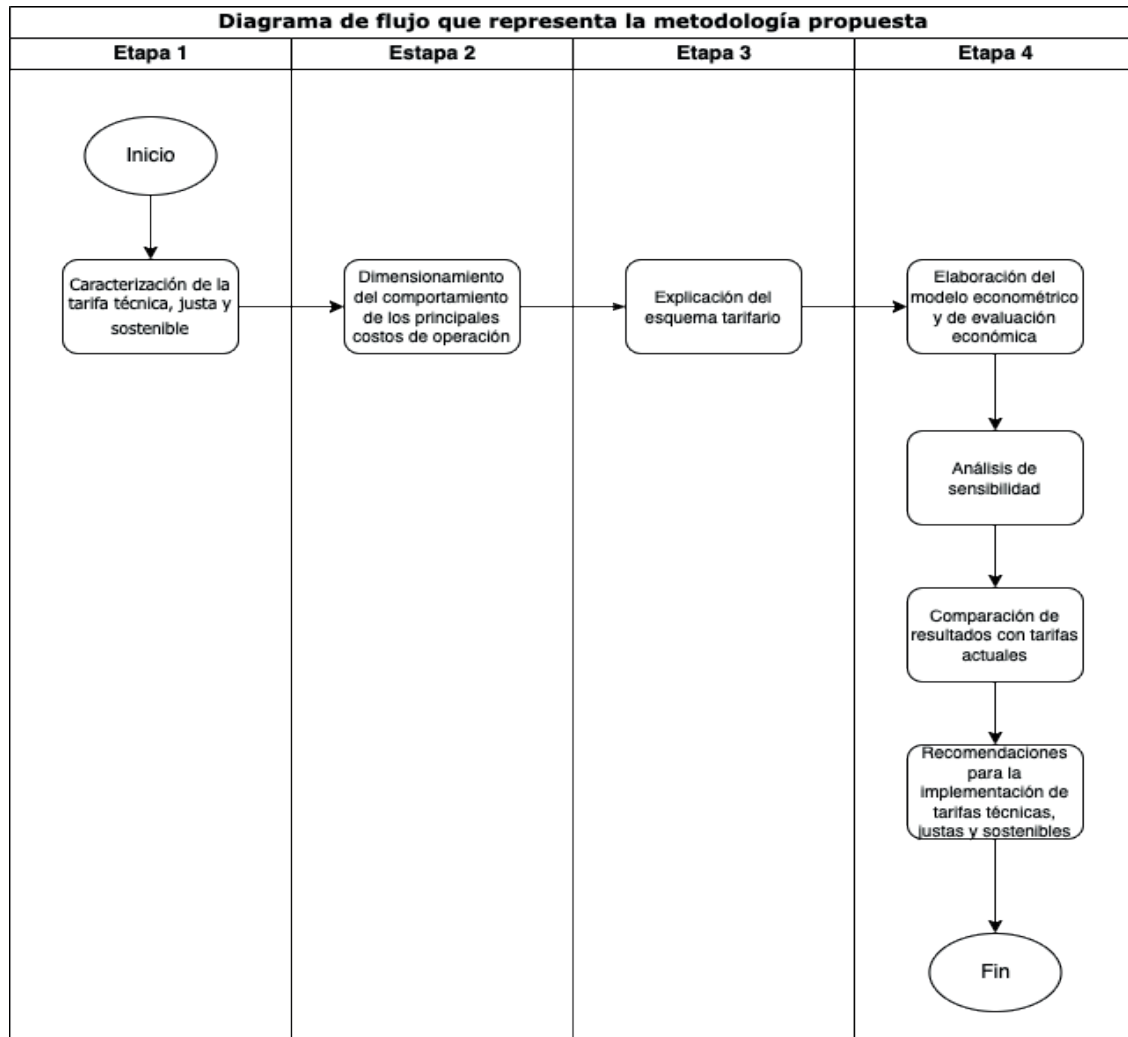 Diagrama de flujo que representa la metodología propuesta
Etapa 1
Estapa 2
Etapa 3
Etapa 4
Inicio
Caracterización de la
tarifa técnica, justa y
sostenible
Dimensionamiento
del comportamiento
de los principales
costos de operación
Explicación del
esquema tarifario
Elaboración del
modelo econométrico
y de evaluación
económica
Análisis de
sensibilidad
Comparación de
resultados con tarifas
actuales
Recomendaciones
para la
implementación de
tarifas técnicas,
justas y sostenibles
Fin